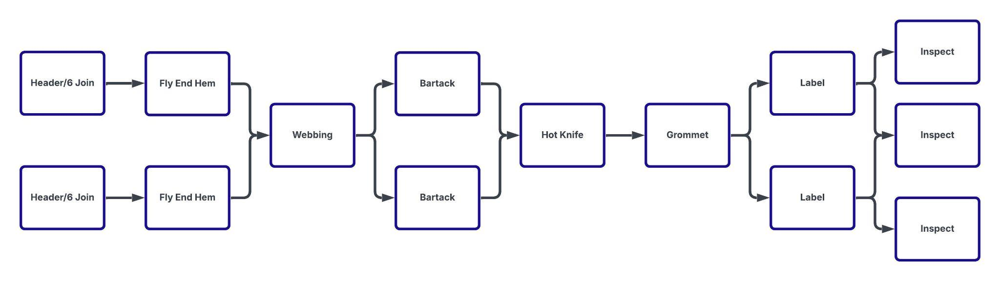 Header/6 Join
Fly End Hem
Header/6 Join
Fly End Hem
Webbing
Bartack
Bartack
Hot Knife
Grommet
Label
Label
Inspect
Inspect
Inspect